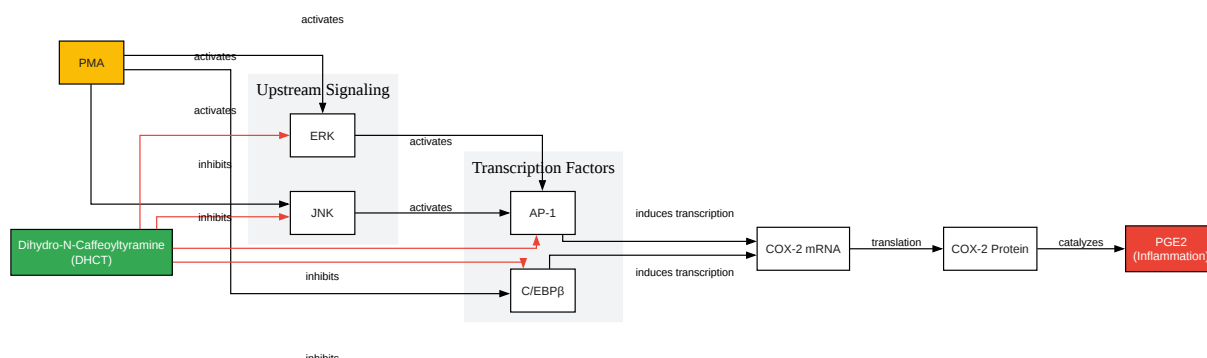 activates
PMA
activates
Upstream Signaling
activates
ERK
activates
inhibits
Transcription Factors
JNK
activates
AP-1
inhibits
induces transcription
Dihydro-N-Caffeoyltyramine
(DHCT)
COX-2 mRNA
translation
COX-2 Protein
catalyzes
PGE2
(Inflammation)
inhibits
induces transcription
C/EBPβ
inhibits